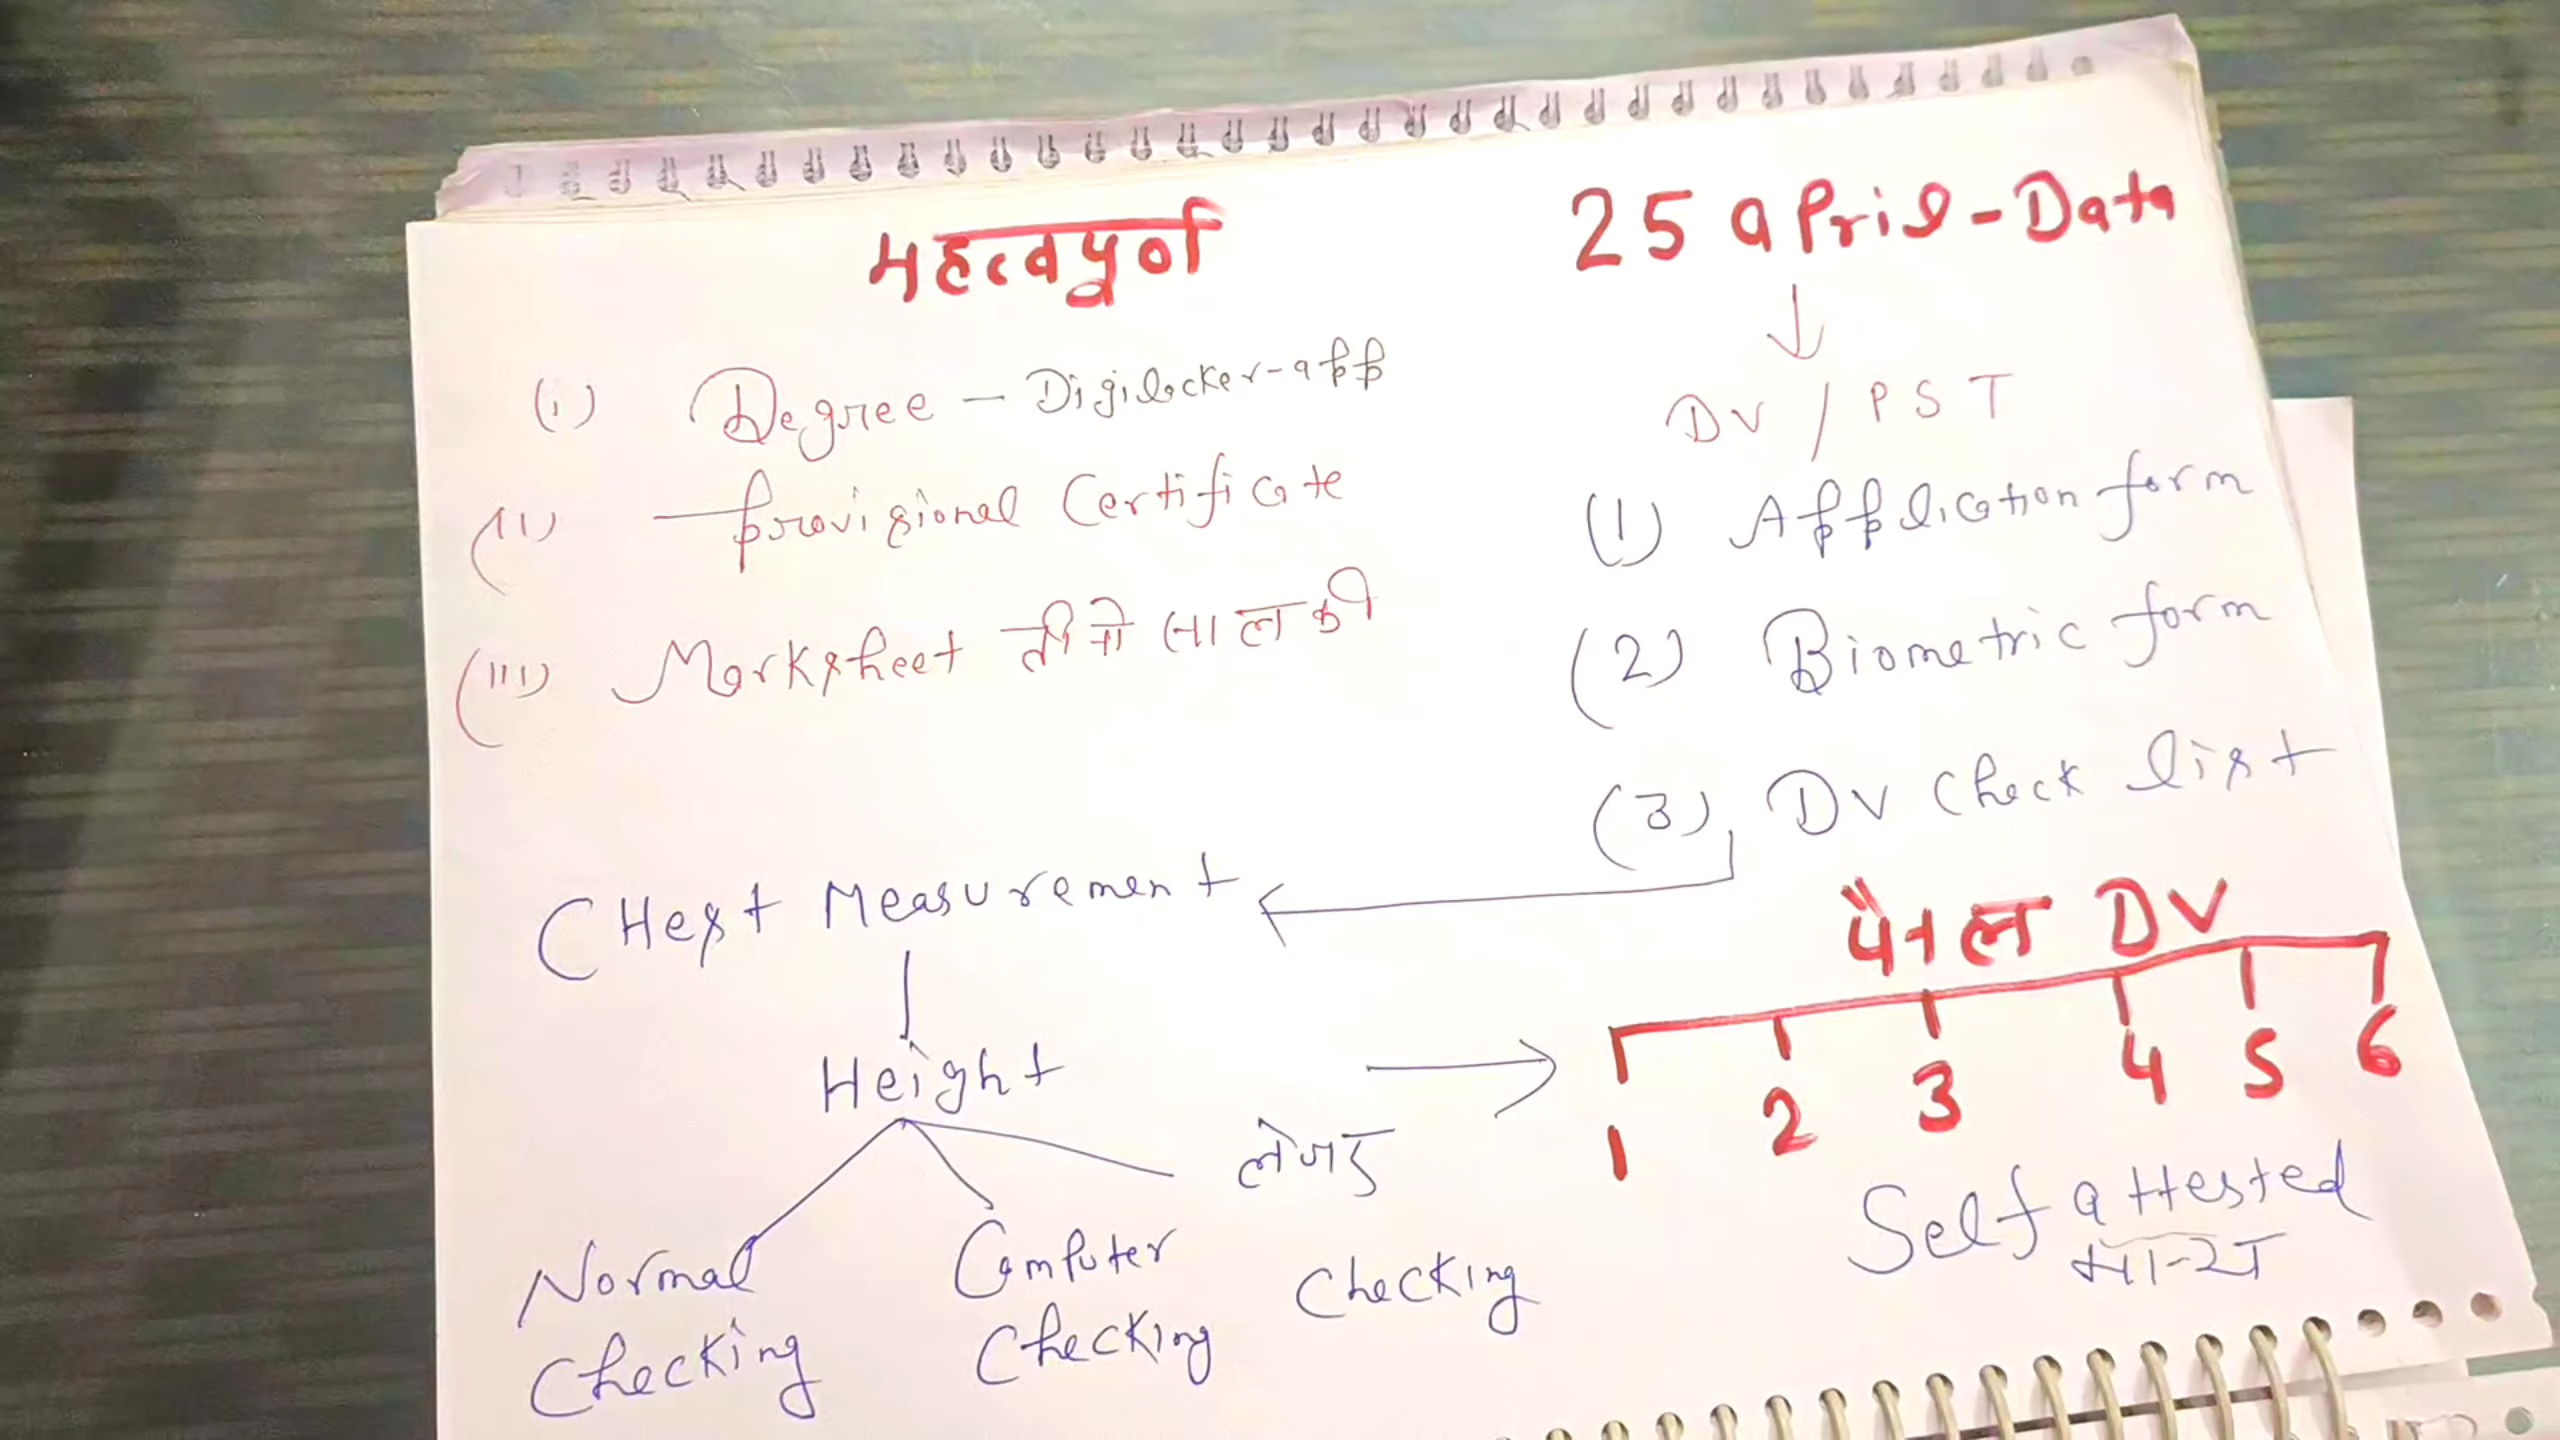 महत्वपूर्ण
(i) Degree - Digilocker-app
(ii) Provisional Certificate
(iii) Marksheet तीनो साल की
25 april - Data
DV / PST
(1) Application form
(2) Biometric form
(3) DV Check list
CHest Measurement
Height
Normal Checking
Computer Checking
लेजर Checking
पैनल DV
1 2 3 4 5 6
Self attested